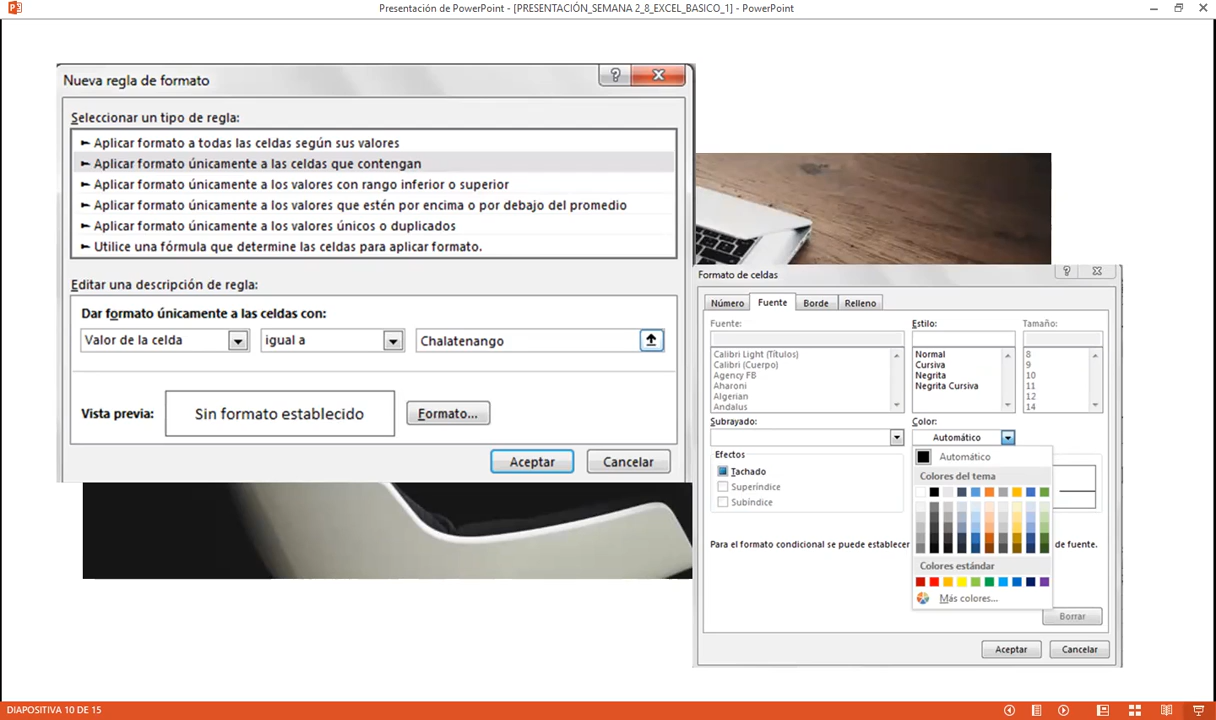 Presentación de PowerPoint - [PRESENTACIÓN_SEMANA 2_8_EXCEL_BASICO_1] - PowerPoint
Nueva regla de formato
Seleccionar un tipo de regla:
► Aplicar formato a todas las celdas según sus valores
► Aplicar formato únicamente a las celdas que contengan
► Aplicar formato únicamente a los valores con rango inferior o superior
► Aplicar formato únicamente a los valores que estén por encima o por debajo del promedio
► Aplicar formato únicamente a los valores únicos o duplicados
► Utilice una fórmula que determine las celdas para aplicar formato.
Editar una descripción de regla:
Dar formato únicamente a las celdas con:
Valor de la celda igual a Chalatenango
Vista previa: Sin formato establecido Formato...
Aceptar Cancelar
Formato de celdas
Número Fuente Borde Relleno
Fuente: Estilo: Tamaño:
Calibri Light (Títulos) Normal 8
Calibri (Cuerpo) Cursiva 9
Agency FB Negrita 10
Aharoni Negrita Cursiva 11
Algerian 12
Andalus 14
Subrayado: Color:
Automático
Efectos Automático
Tachado Colores del tema
Superíndice
Subíndice
Para el formato condicional se puede establecer de fuente.
Colores estándar
Más colores...
Borrar
Aceptar Cancelar
DIAPOSITIVA 10 DE 15